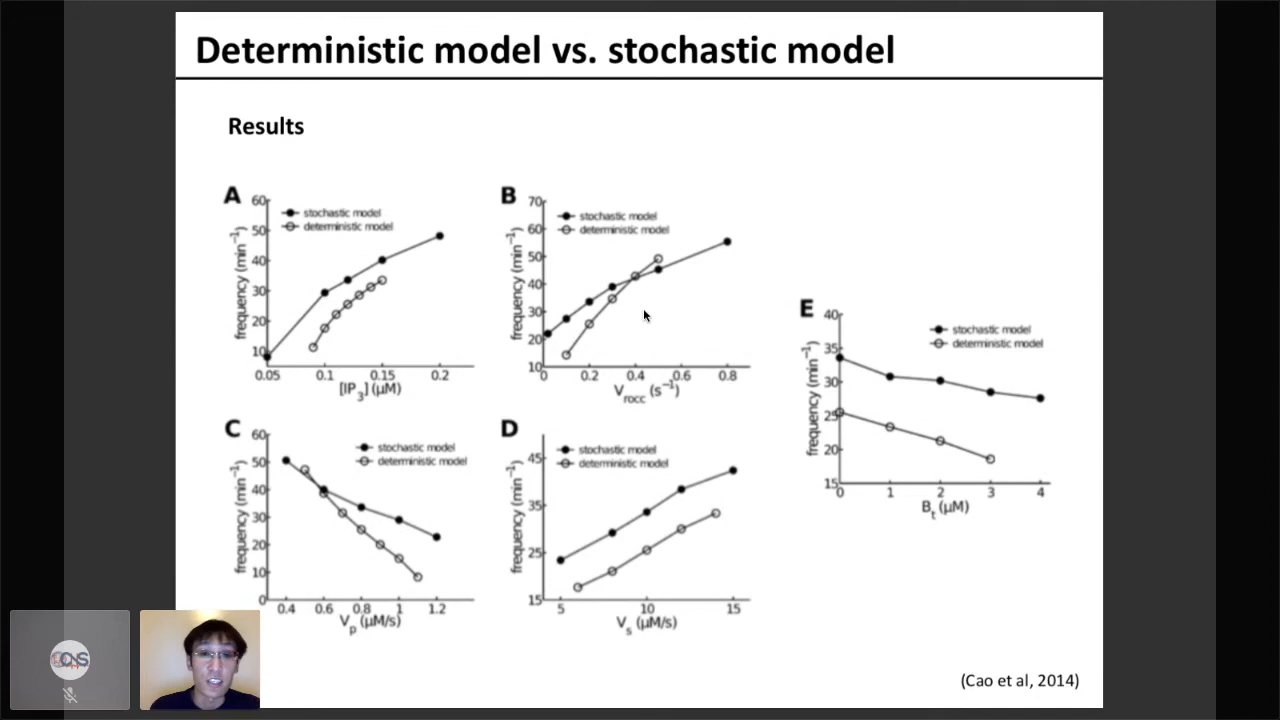 Deterministic model vs. stochastic model
Results
A
60
50
40
30
20
10
frequency (min⁻¹)
stochastic model
deterministic model
0.05 0.1 0.15 0.2
[IP₃] (μM)
B
70
60
50
40
30
20
10
frequency (min⁻¹)
stochastic model
deterministic model
0 0.2 0.4 0.6 0.8
V_rocc (s⁻¹)
C
60
50
40
30
20
10
0
frequency (min⁻¹)
stochastic model
deterministic model
0.4 0.6 0.8 1 1.2
Vₚ (μM/s)
D
45
35
25
15
frequency (min⁻¹)
stochastic model
deterministic model
5 10 15
Vₛ (μM/s)
E
40
35
30
25
20
15
frequency (min⁻¹)
stochastic model
deterministic model
0 1 2 3 4
Bₜ (μM)
(Cao et al, 2014)